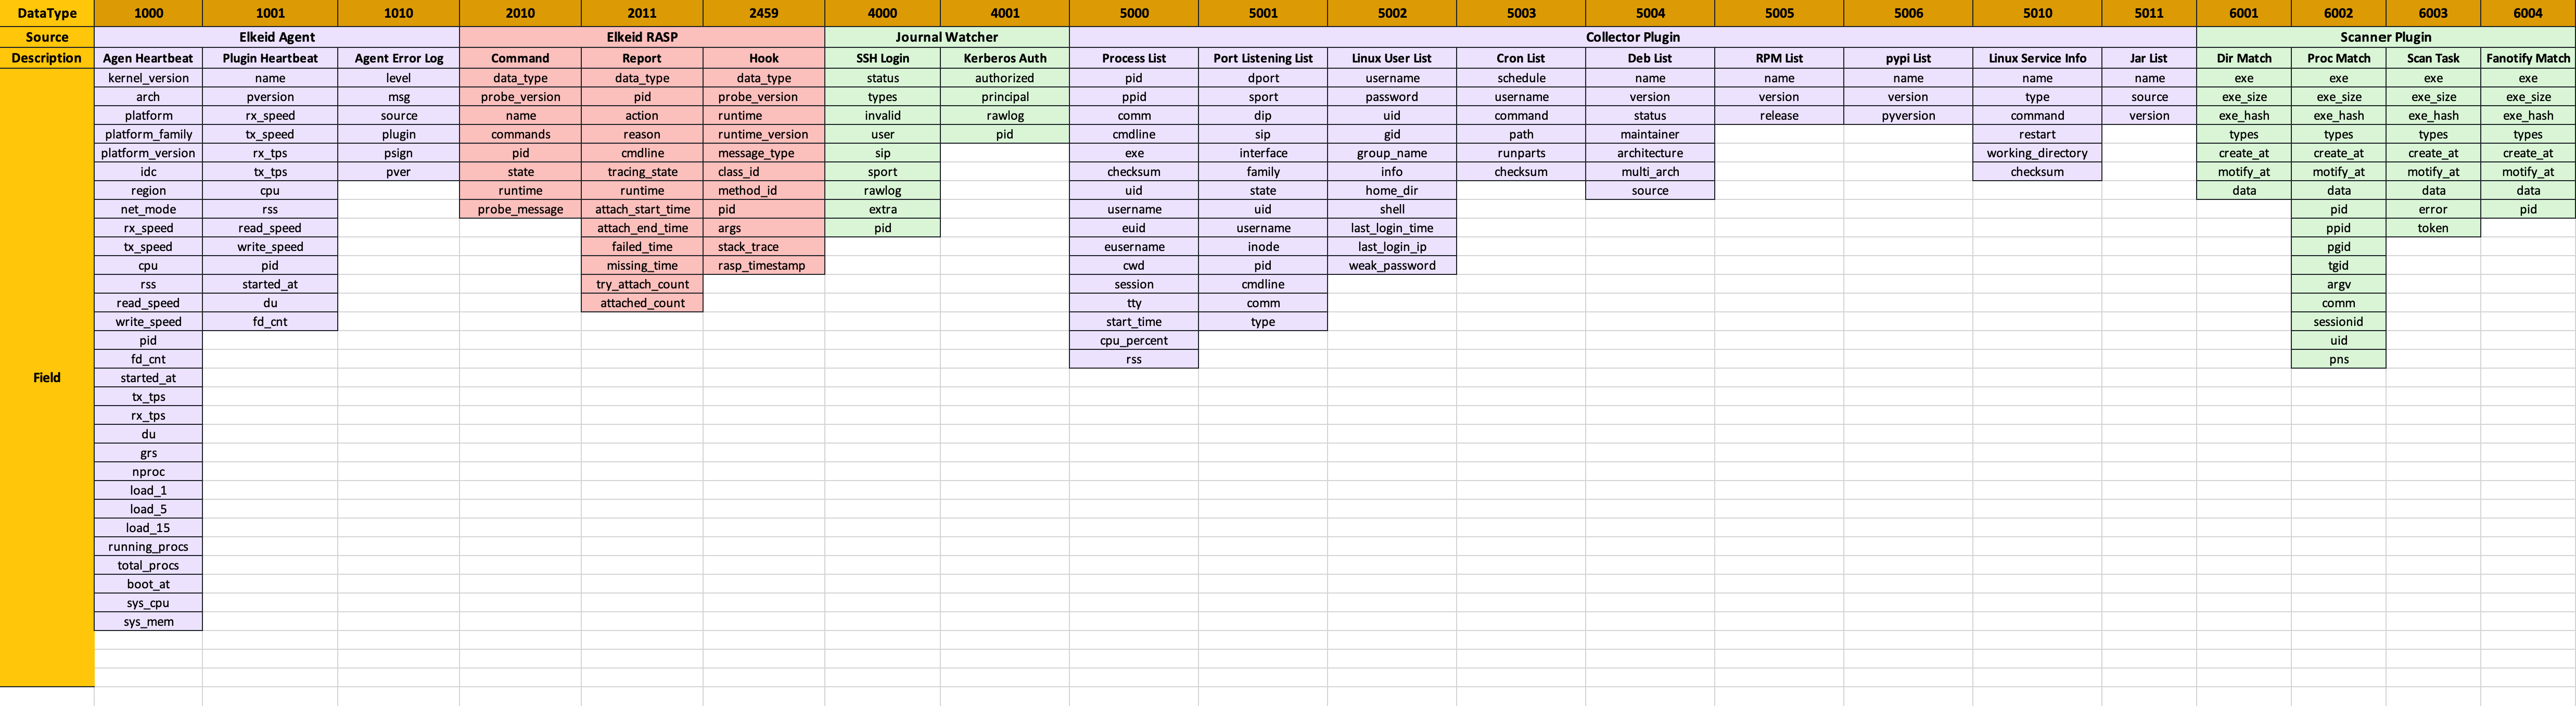 DataType 1000 1001 1010 2010 2011 2459 4000 4001 5000 5001 5002 5003 5004 5005 5006 5010 5011 6001 6002 6003 6004
Source Elkeid Agent Elkeid RASP Journal Watcher Collector Plugin Scanner Plugin
Description Agen Heartbeat Plugin Heartbeat Agent Error Log Command Report Hook SSH Login Kerberos Auth Process List Port Listening List Linux User List Cron List Deb List RPM List pypi List Linux Service Info Jar List Dir Match Proc Match Scan Task Fanotify Match
kernel_version name level data_type data_type data_type status authorized pid dport username schedule name name name name name exe exe exe exe
arch pversion msg probe_version pid probe_version types principal ppid sport password username version version version type source exe_size exe_size exe_size exe_size
platform rx_speed source name action runtime invalid rawlog comm dip uid command status release pyversion command version exe_hash exe_hash exe_hash exe_hash
platform_family tx_speed plugin commands reason runtime_version user pid cmdline sip gid path maintainer restart types types types types
platform_version rx_tps psign pid cmdline message_type sip exe interface group_name runparts architecture working_directory create_at create_at create_at create_at
idc tx_tps pver state tracing_state class_id sport checksum family info checksum multi_arch checksum motify_at motify_at motify_at motify_at
region cpu runtime runtime method_id rawlog uid state home_dir source data data data data
net_mode rss probe_message attach_start_time pid extra username uid shell pid error pid
rx_speed read_speed attach_end_time args pid euid username last_login_time ppid token
tx_speed write_speed failed_time stack_trace eusername inode last_login_ip pgid
cpu pid missing_time rasp_timestamp cwd pid weak_password tgid
rss started_at try_attach_count session cmdline argv
read_speed du attached_count tty comm comm
write_speed fd_cnt start_time type sessionid
pid cpu_percent uid
fd_cnt rss pns
Field started_at
tx_tps
rx_tps
du
grs
nproc
load_1
load_5
load_15
running_procs
total_procs
boot_at
sys_cpu
sys_mem